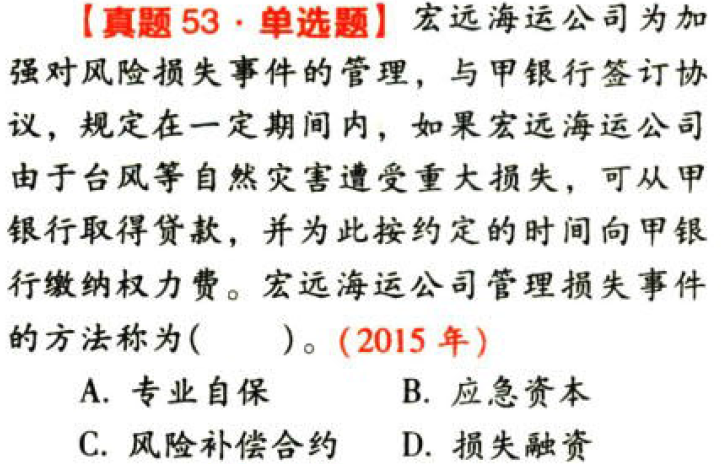 【真题 53·单选题】宏远海运公司为加
强对风险损失事件的管理，与甲银行签订协
议，规定在一定期间内，如果宏远海运公司
由于台风等自然灾害遭受重大损失，可从甲
银行取得贷款，并为此按约定的时间向甲银
行缴纳权力费。宏远海运公司管理损失事件
的方法称为(　　)。(2015 年)
A. 专业自保　　B. 应急资本
C. 风险补偿合约　　D. 损失融资